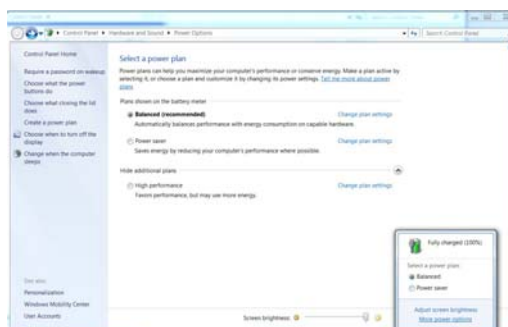 Control Panel ▸ Hardware and Sound ▸ Power Options
Search Control Panel
Control Panel Home
Require a password on wakeup
Choose what the power
buttons do
Choose what closing the lid
does
Create a power plan
Choose when to turn off the
display
Change when the computer
sleeps
See also
Personalization
Windows Mobility Center
User Accounts
Select a power plan
Power plans can help you maximize your computer's performance or conserve energy. Make a plan active by
selecting it, or choose a plan and customize it by changing its power settings. Tell me more about power
plans
Plans shown on the battery meter
Balanced (recommended) Change plan settings
Automatically balances performance with energy consumption on capable hardware.
Power saver Change plan settings
Saves energy by reducing your computer's performance where possible.
Hide additional plans
High performance Change plan settings
Favors performance, but may use more energy.
Screen brightness:
Fully charged (100%)
Select a power plan:
Balanced
Power saver
Adjust screen brightness
More power options